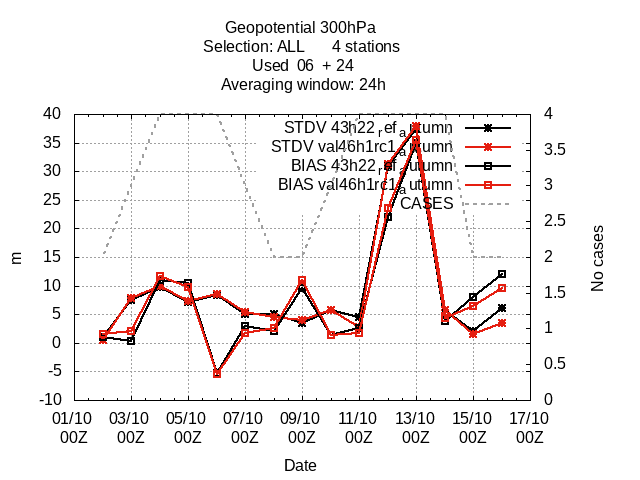 Geopotential 300hPa
Selection: ALL 4 stations
Used 06 + 24
Averaging window: 24h
STDV 43h22_ref_autumn
STDV val46h1rc1_autumn
BIAS 43h22_ref_autumn
BIAS val46h1rc1_autumn
CASES
40
35
30
25
20
15
10
5
0
-5
-10
m
4
3.5
3
2.5
2
1.5
1
0.5
0
No cases
01/10 03/10 05/10 07/10 09/10 11/10 13/10 15/10 17/10
00Z 00Z 00Z 00Z 00Z 00Z 00Z 00Z 00Z
Date